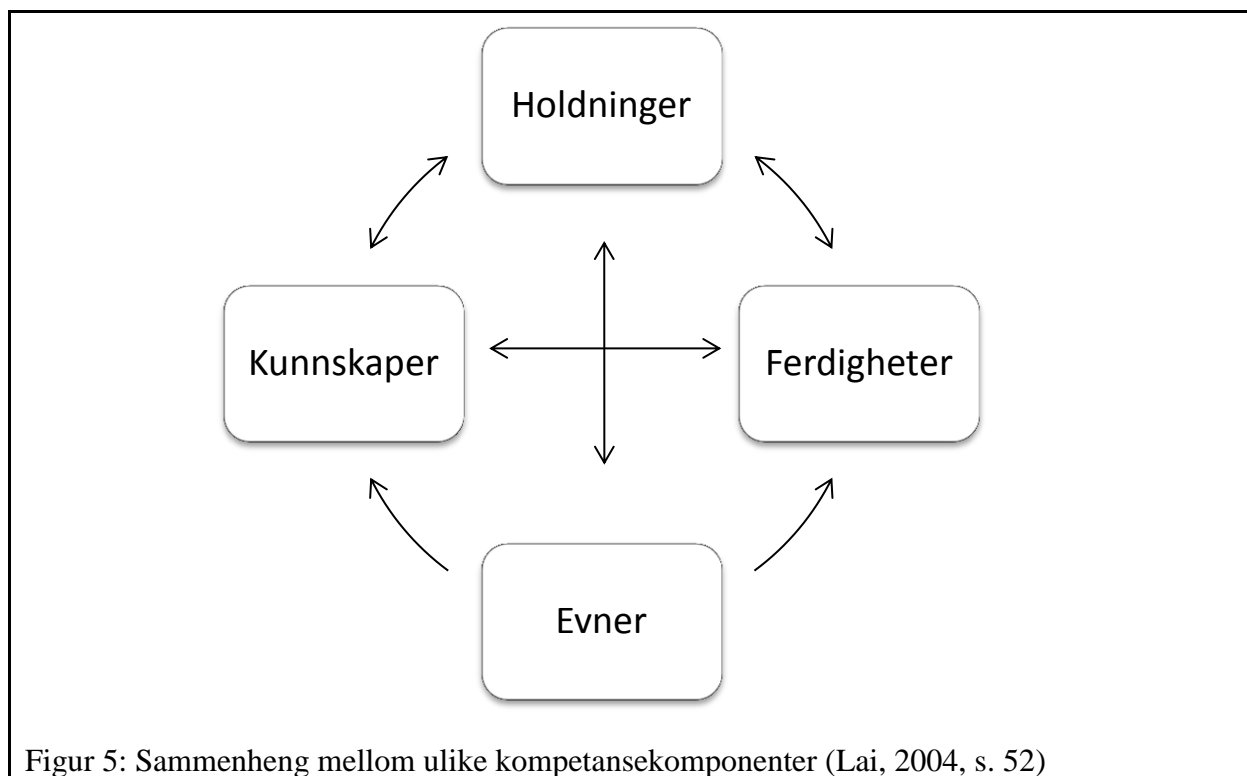 Holdninger
Kunnskaper
Ferdigheter
Evner
Figur 5: Sammenheng mellom ulike kompetansekomponenter (Lai, 2004, s. 52)